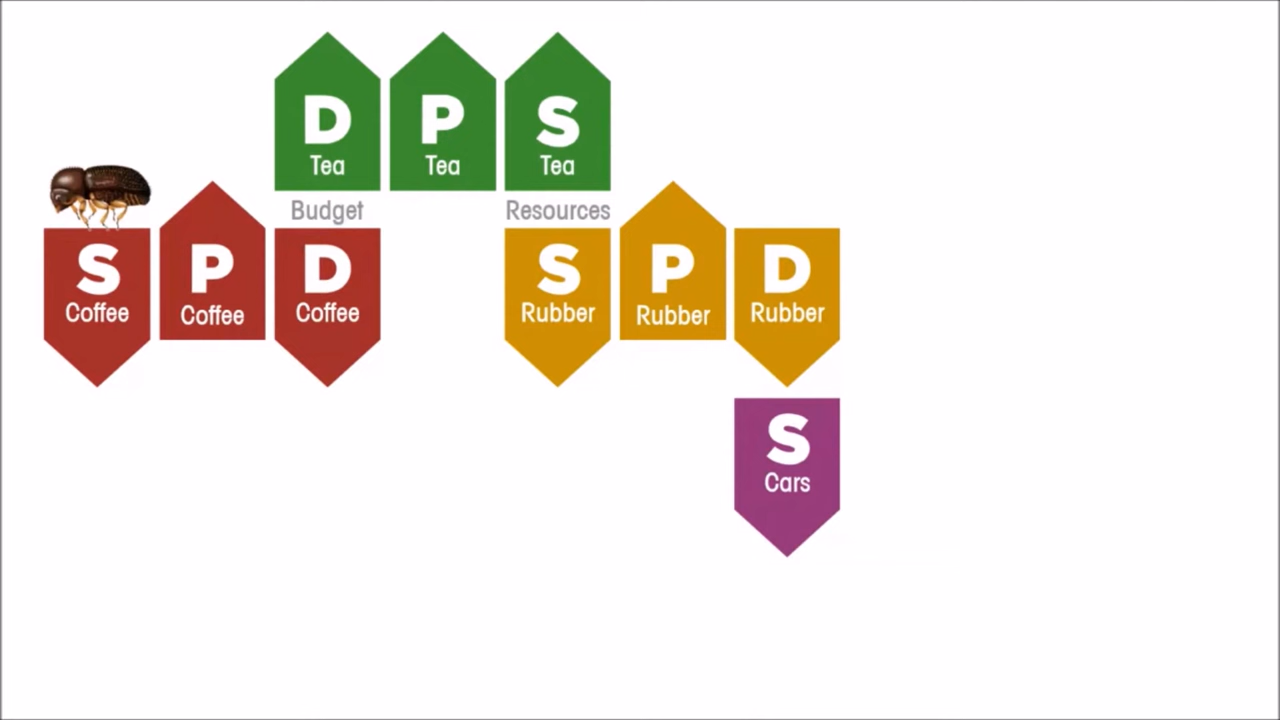 D P S
Tea Tea Tea
Budget Resources
S P D S P D
Coffee Coffee Coffee Rubber Rubber Rubber
S
Cars